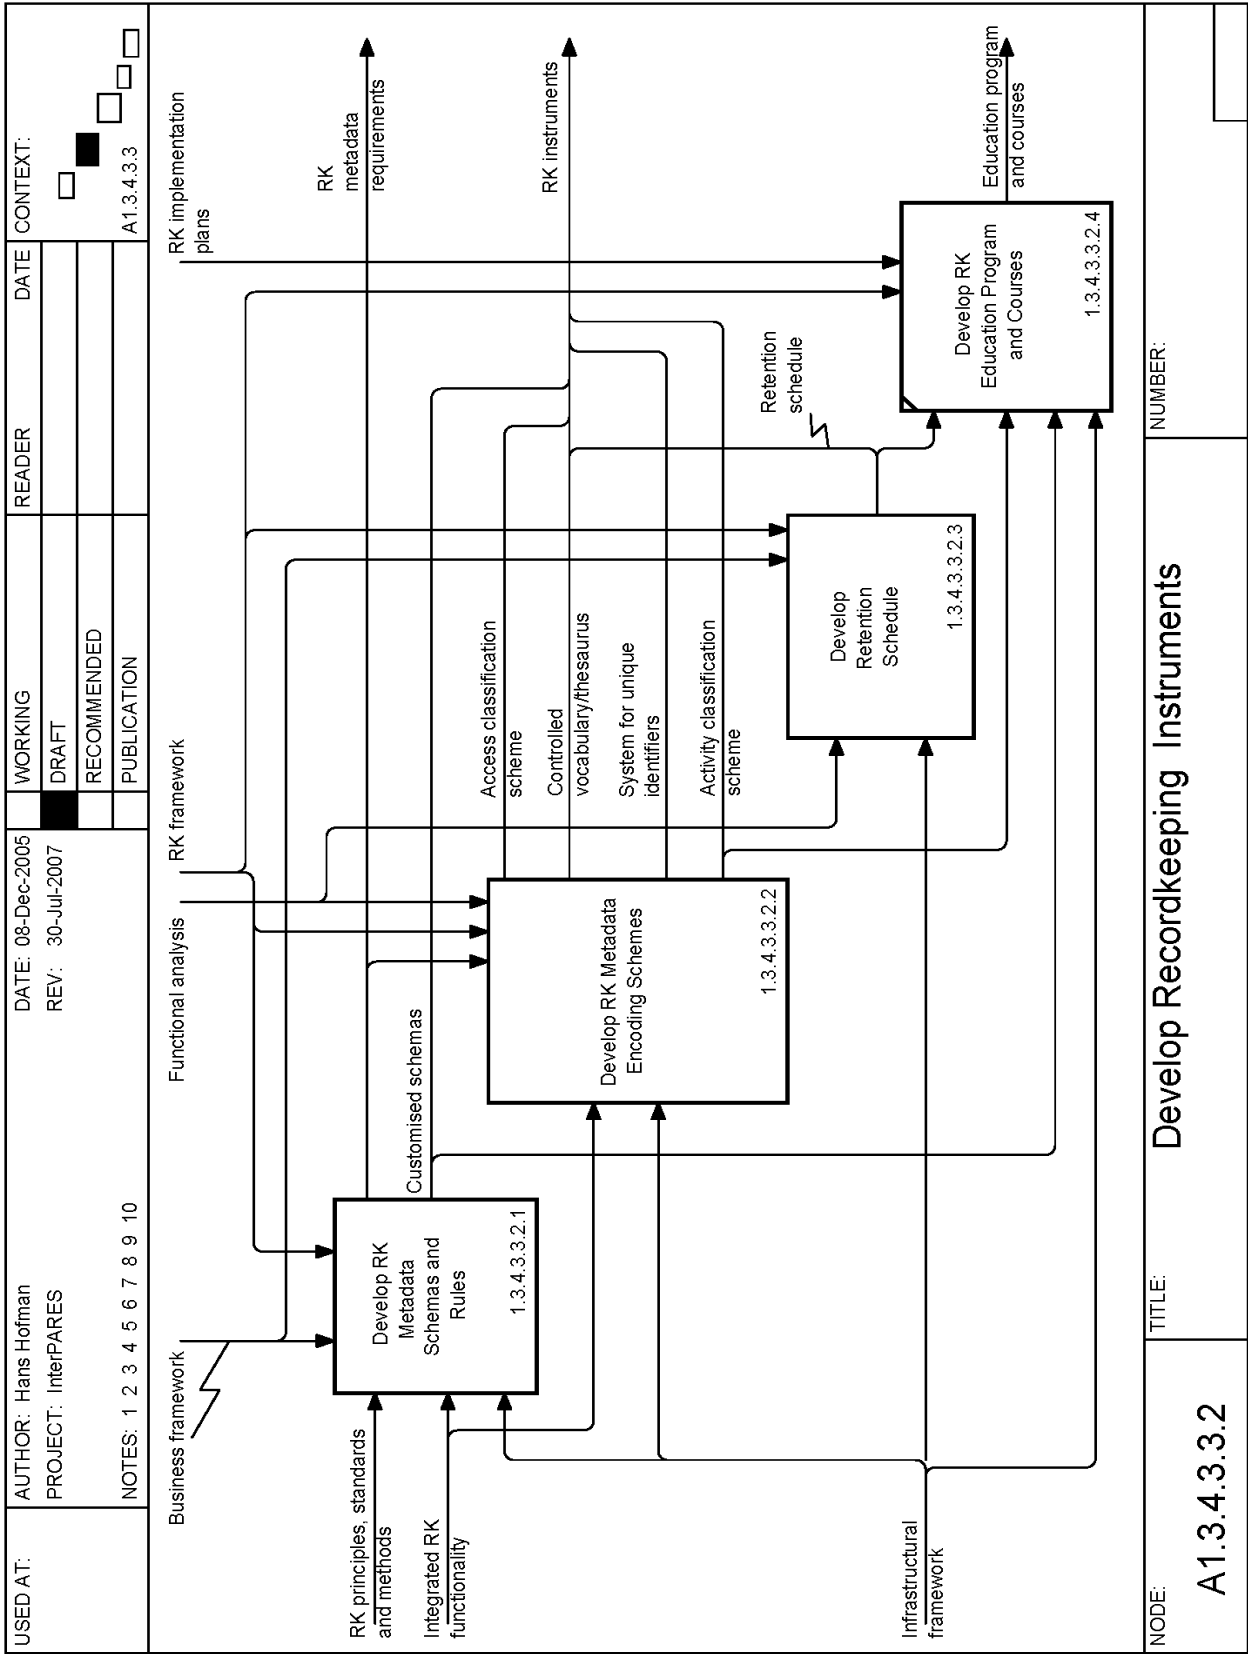 USED AT:
AUTHOR: Hans Hofman
PROJECT: InterPARES
NOTES: 1 2 3 4 5 6 7 8 9 10
DATE: 08-Dec-2005
REV: 30-Jul-2007
WORKING
DRAFT
RECOMMENDED
PUBLICATION
READER
DATE
CONTEXT:
A1.3.4.3.3
Business framework
Functional analysis
RK framework
RK implementation
plans
RK
metadata
requirements
RK instruments
Education program
and courses
RK principles, standards
and methods
Integrated RK
functionality
Infrastructural
framework
Develop RK
Metadata
Schemas and
Rules
1.3.4.3.3.2.1
Customised schemas
Develop RK Metadata
Encoding Schemes
1.3.4.3.3.2.2
Access classification
scheme
Controlled
vocabulary/thesaurus
System for unique
identifiers
Activity classification
scheme
Develop
Retention
Schedule
1.3.4.3.3.2.3
Retention
schedule
Develop RK
Education Program
and Courses
1.3.4.3.3.2.4
NODE:
A1.3.4.3.3.2
TITLE:
Develop Recordkeeping Instruments
NUMBER: